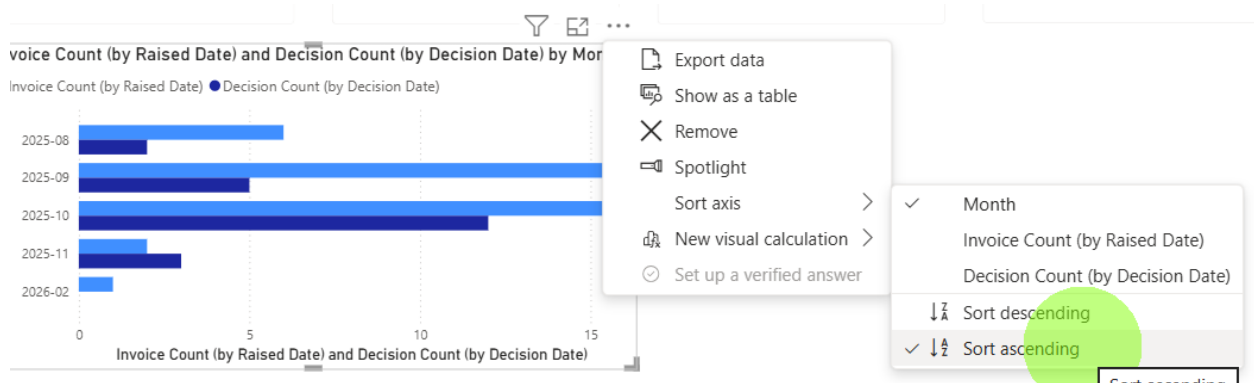 nvoice Count (by Raised Date) and Decision Count (by Decision Date) by Mor
Invoice Count (by Raised Date) Decision Count (by Decision Date)
2025-08
2025-09
2025-10
2025-11
2026-02
0 5 10 15
Invoice Count (by Raised Date) and Decision Count (by Decision Date)
Export data
Show as a table
Remove
Spotlight
Sort axis
New visual calculation
Set up a verified answer
Month
Invoice Count (by Raised Date)
Decision Count (by Decision Date)
Sort descending
Sort ascending
Sort ascending